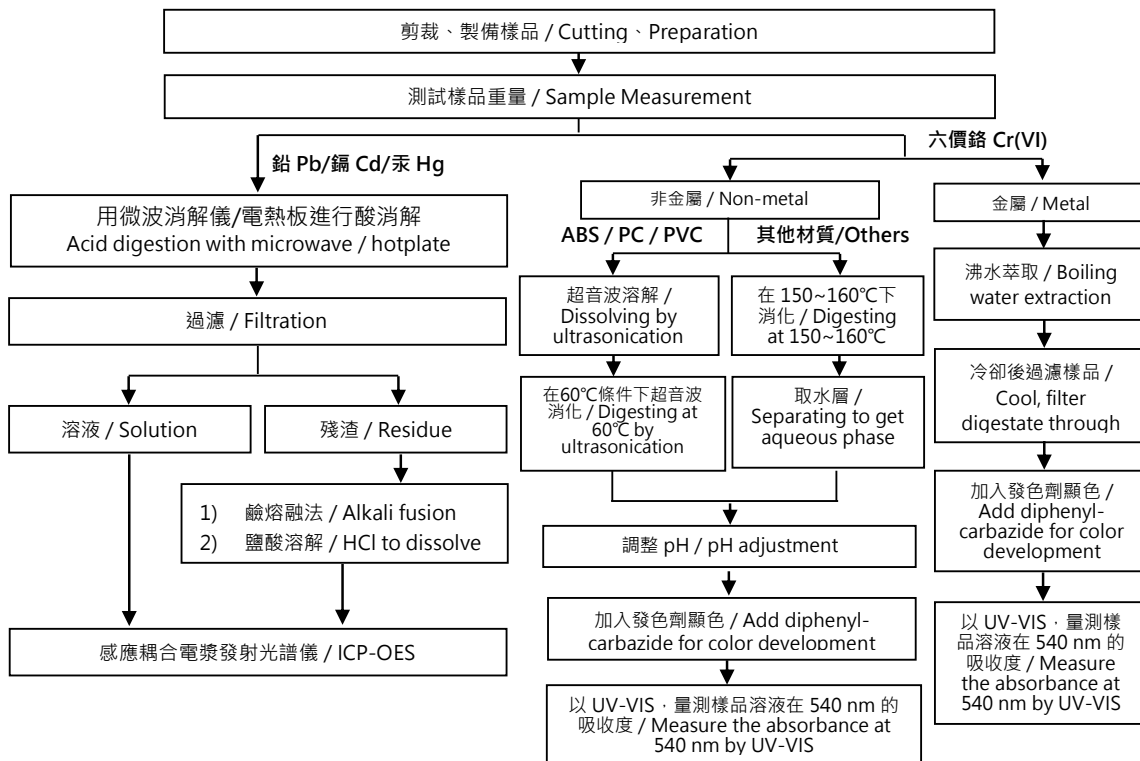 剪裁、製備樣品 / Cutting、Preparation
測試樣品重量 / Sample Measurement
鉛 Pb/鎘 Cd/汞 Hg
六價鉻 Cr(VI)
用微波消解儀/電熱板進行酸消解
Acid digestion with microwave / hotplate
過濾 / Filtration
溶液 / Solution
殘渣 / Residue
1) 鹼熔融法 / Alkali fusion
2) 鹽酸溶解 / HCl to dissolve
感應耦合電漿發射光譜儀 / ICP-OES
非金屬 / Non-metal
ABS / PC / PVC
其他材質/Others
超音波溶解 /
Dissolving by
ultrasonication
在60℃條件下超音波
消化 / Digesting at
60℃ by
ultrasonication
在 150~160℃下
消化 / Digesting
at 150~160℃
取水層 /
Separating to get
aqueous phase
調整 pH / pH adjustment
加入發色劑顯色 / Add diphenyl-
carbazide for color development
以 UV-VIS，量測樣品溶液在 540 nm 的
吸收度 / Measure the absorbance at
540 nm by UV-VIS
金屬 / Metal
沸水萃取 / Boiling
water extraction
冷卻後過濾樣品 /
Cool, filter
digestate through
加入發色劑顯色 /
Add diphenyl-
carbazide for color
development
以 UV-VIS，量測樣
品溶液在 540 nm 的
吸收度 / Measure
the absorbance at
540 nm by UV-VIS